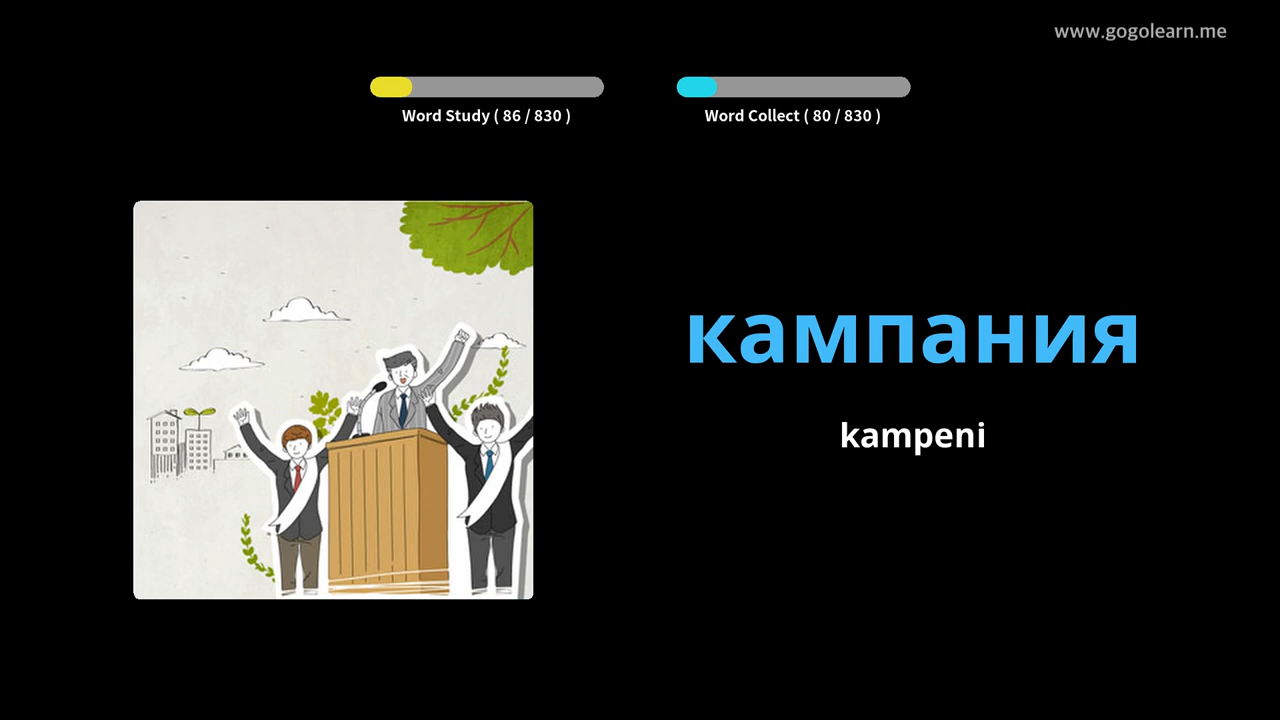 www.gogolearn.me
Word Study ( 86 / 830 )
Word Collect ( 80 / 830 )
кампания
kampeni